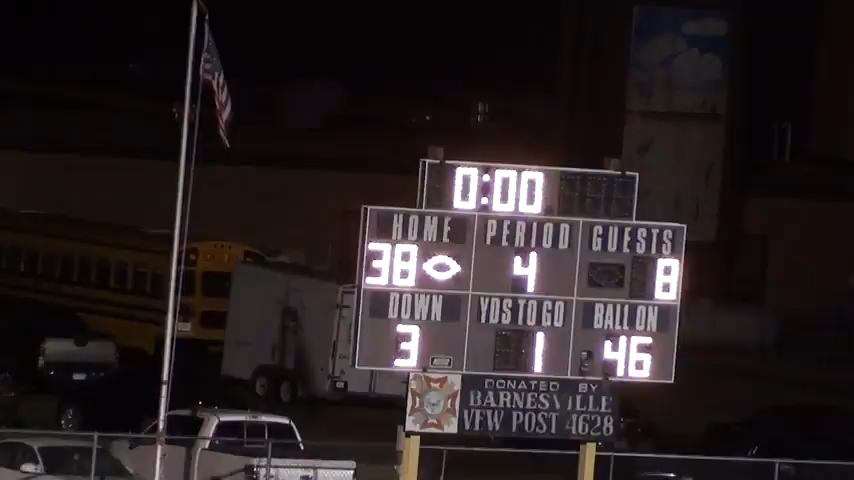 0:00
HOME PERIOD GUESTS
38 4 8
DOWN YDS TO GO BALL ON
3 1 46
DONATED BY
BARNESVILLE
VFW POST 4628